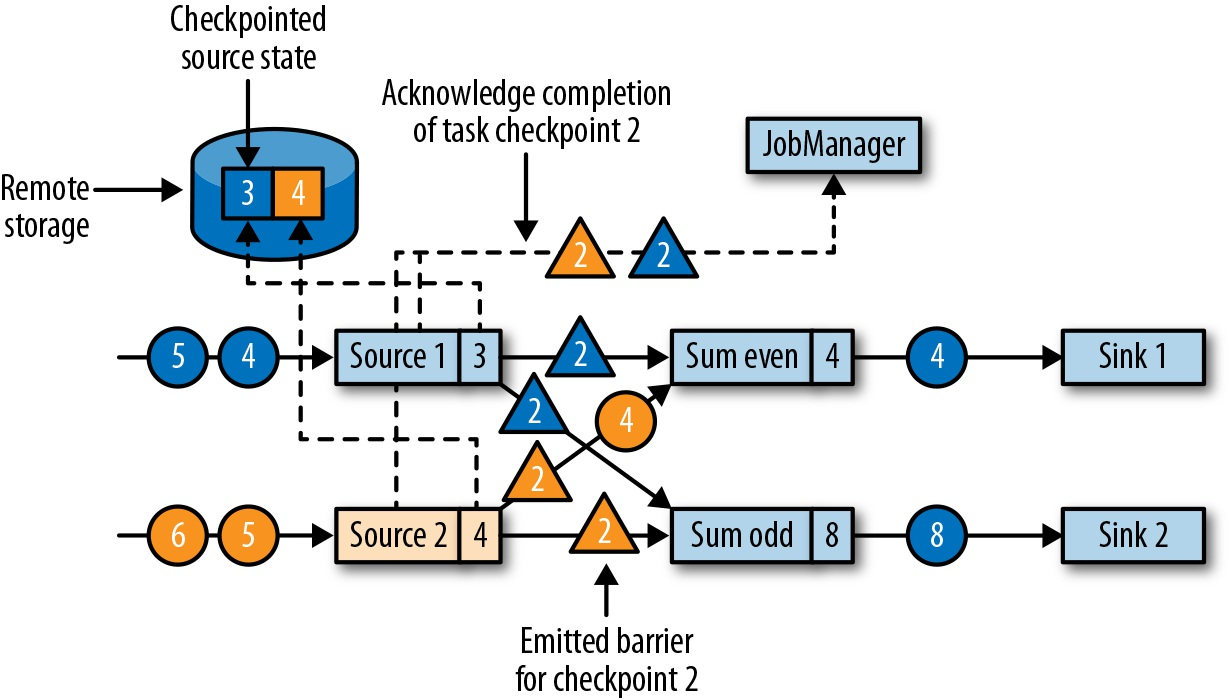 Checkpointed
source state
Acknowledge completion
of task checkpoint 2
JobManager
Remote
storage
3 4
2 2
5 4 Source 1 3 2 Sum even 4 4 Sink 1
2
4
2
6 5 Source 2 4 2 Sum odd 8 8 Sink 2
Emitted barrier
for checkpoint 2